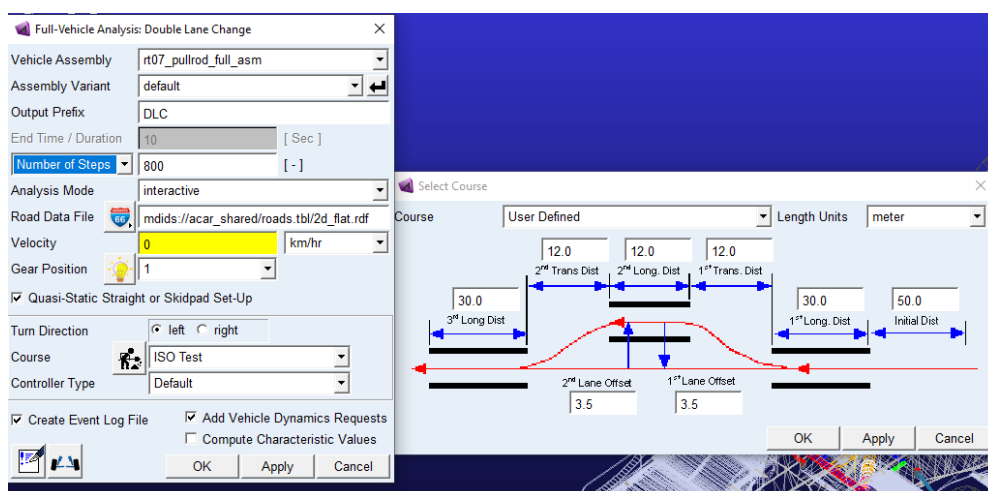 Full-Vehicle Analysis: Double Lane Change
Vehicle Assembly rt07_pullrod_full_asm
Assembly Variant default
Output Prefix DLC
End Time / Duration 10 [ Sec ]
Number of Steps 800 [ - ]
Analysis Mode interactive
Road Data File 66 mdids://acar_shared/roads.tbl/2d_flat.rdf
Velocity 0 km/hr
Gear Position 1
Quasi-Static Straight or Skidpad Set-Up
Turn Direction left right
Course ISO Test
Controller Type Default
Create Event Log File Add Vehicle Dynamics Requests
Compute Characteristic Values
OK Apply Cancel
Select Course
Course User Defined Length Units meter
12.0 12.0 12.0
2nd Trans Dist 2nd Long. Dist 1st Trans. Dist
30.0 30.0 50.0
3rd Long Dist 1st Long. Dist Initial Dist
2nd Lane Offset 1st Lane Offset
3.5 3.5
OK Apply Cancel